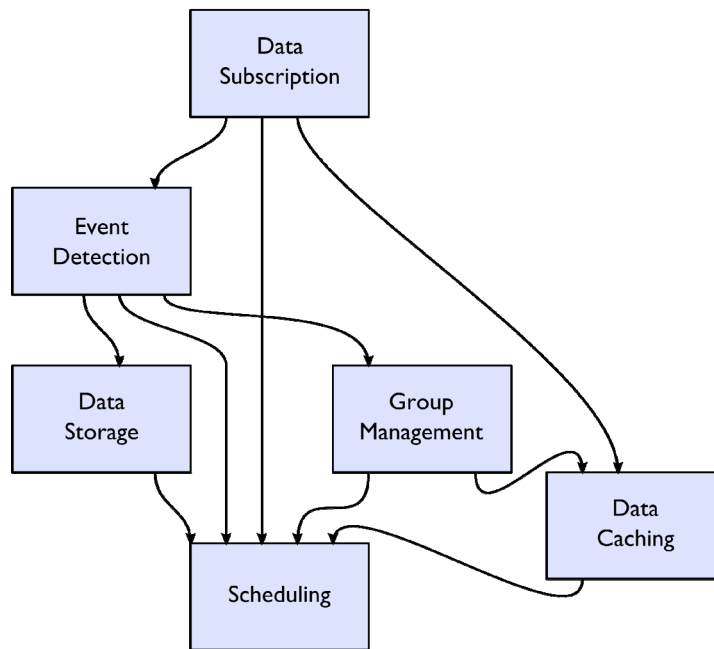 Data
Subscription
Event
Detection
Data
Storage
Group
Management
Data
Caching
Scheduling